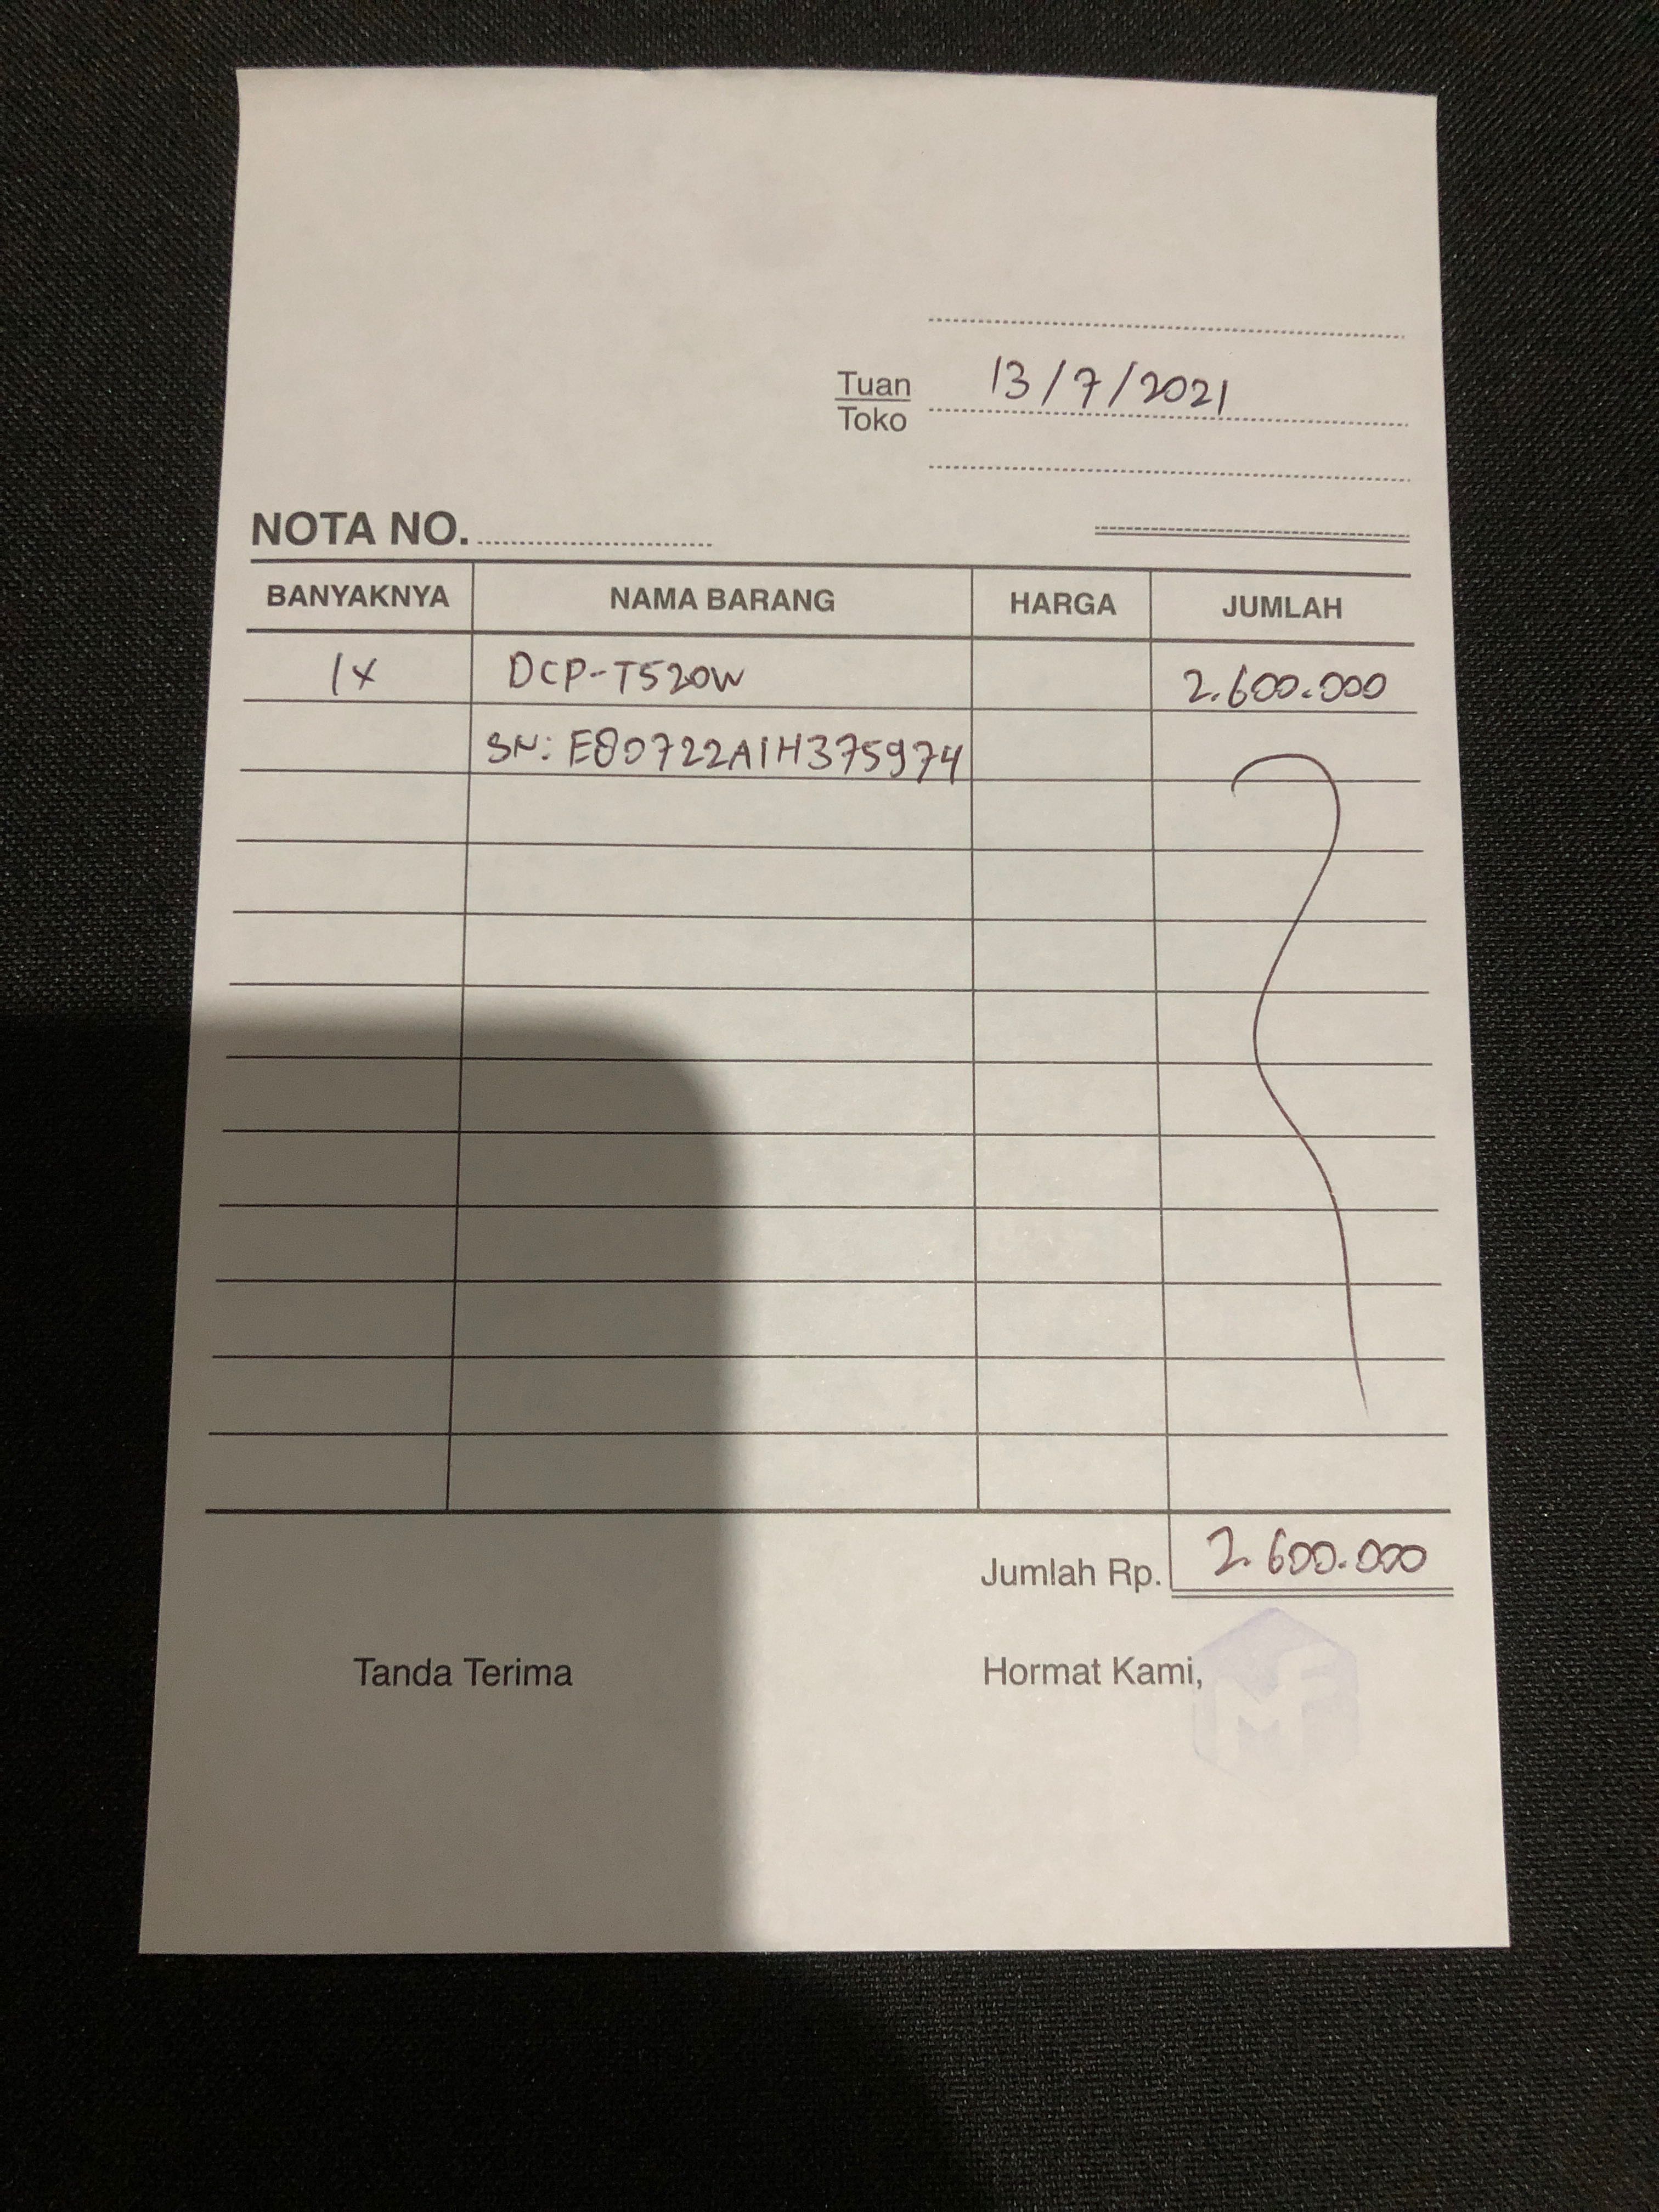 13/7/2021
Tuan
Toko
NOTA NO.
BANYAKNYA NAMA BARANG HARGA JUMLAH
1x DCP-T520W 2.600.000
SN: E80722A1H375974
Jumlah Rp. 2.600.000
Tanda Terima Hormat Kami,
MF